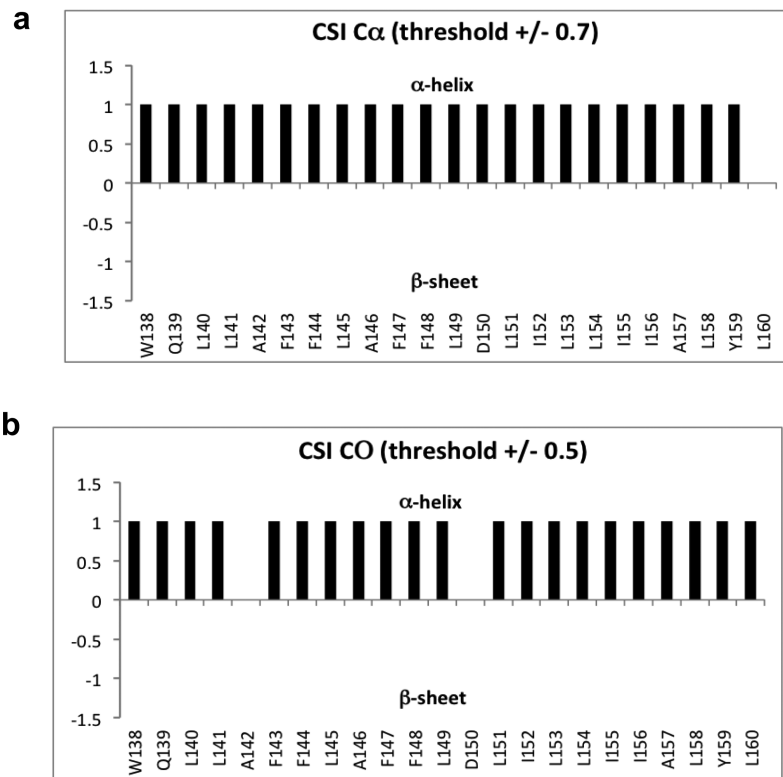 a
CSI Cα (threshold +/- 0.7)
1.5
α-helix
1
0.5
0
-0.5
-1
β-sheet
-1.5
W138 Q139 L140 L141 A142 F143 F144 L145 A146 F147 F148 L149 D150 L151 I152 L153 L154 I155 I156 A157 L158 Y159 L160
b
CSI CO (threshold +/- 0.5)
1.5
α-helix
1
0.5
0
-0.5
-1
β-sheet
-1.5
W138 Q139 L140 L141 A142 F143 F144 L145 A146 F147 F148 L149 D150 L151 I152 L153 L154 I155 I156 A157 L158 Y159 L160